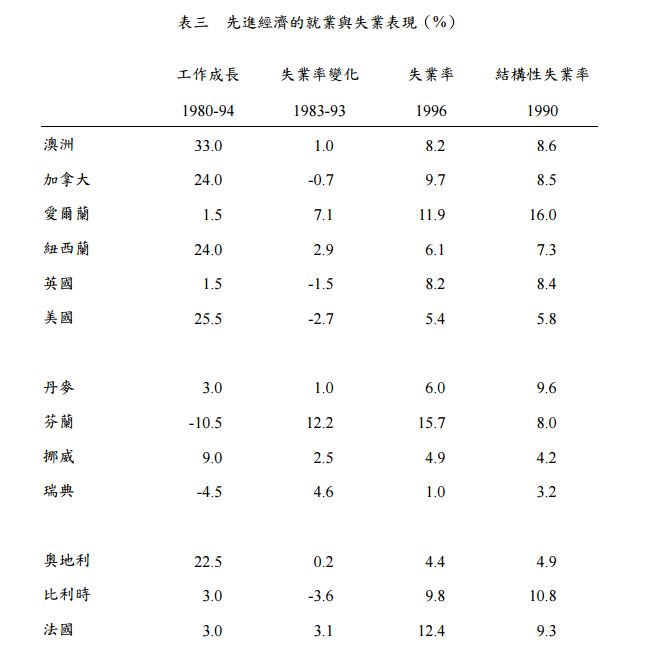 表三 先進經濟的就業與失業表現（%）
工作成長 失業率變化 失業率 結構性失業率
1980-94 1983-93 1996 1990
澳洲 33.0 1.0 8.2 8.6
加拿大 24.0 -0.7 9.7 8.5
愛爾蘭 1.5 7.1 11.9 16.0
紐西蘭 24.0 2.9 6.1 7.3
英國 1.5 -1.5 8.2 8.4
美國 25.5 -2.7 5.4 5.8
丹麥 3.0 1.0 6.0 9.6
芬蘭 -10.5 12.2 15.7 8.0
挪威 9.0 2.5 4.9 4.2
瑞典 -4.5 4.6 1.0 3.2
奧地利 22.5 0.2 4.4 4.9
比利時 3.0 -3.6 9.8 10.8
法國 3.0 3.1 12.4 9.3